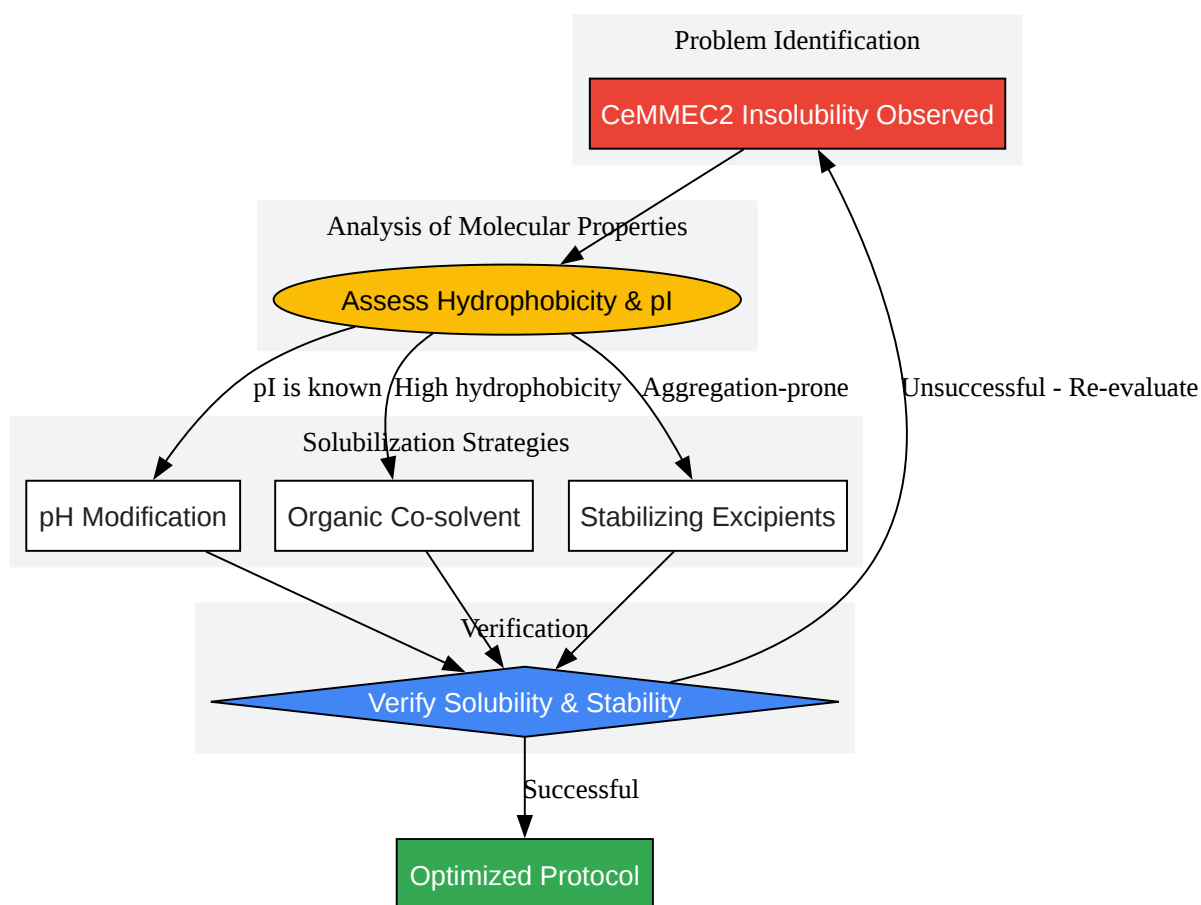 Problem Identification
CeMMEC2 Insolubility Observed
Analysis of Molecular Properties
Assess Hydrophobicity & pI
pI is known
High hydrophobicity
Aggregation-prone
Unsuccessful - Re-evaluate
Solubilization Strategies
pH Modification
Organic Co-solvent
Stabilizing Excipients
Verification
Verify Solubility & Stability
Successful
Optimized Protocol